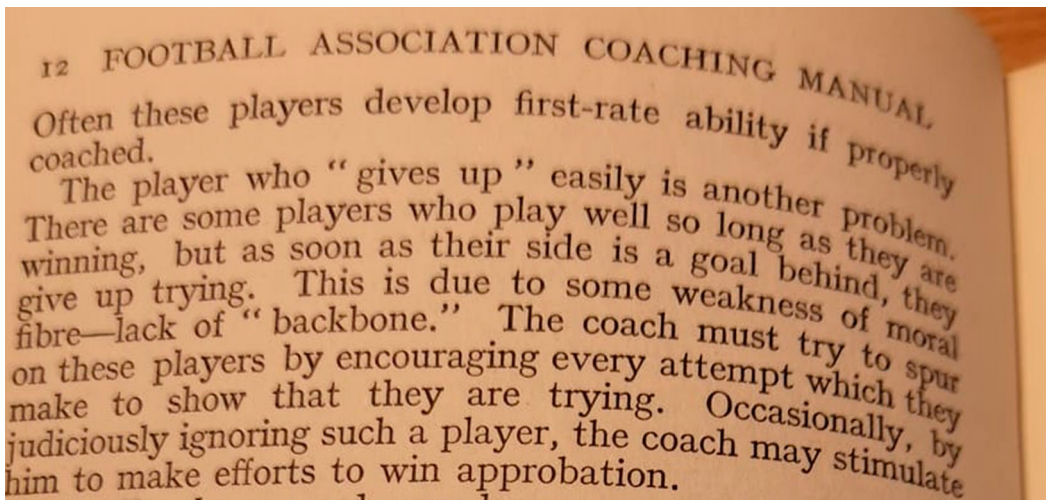 12 FOOTBALL ASSOCIATION COACHING MANUAL
Often these players develop first-rate ability if properly
coached.
The player who “ gives up ” easily is another problem.
There are some players who play well so long as they are
winning, but as soon as their side is a goal behind, they
give up trying. This is due to some weakness of moral
fibre—lack of “ backbone.” The coach must try to spur
on these players by encouraging every attempt which they
make to show that they are trying. Occasionally, by
judiciously ignoring such a player, the coach may stimulate
him to make efforts to win approbation.